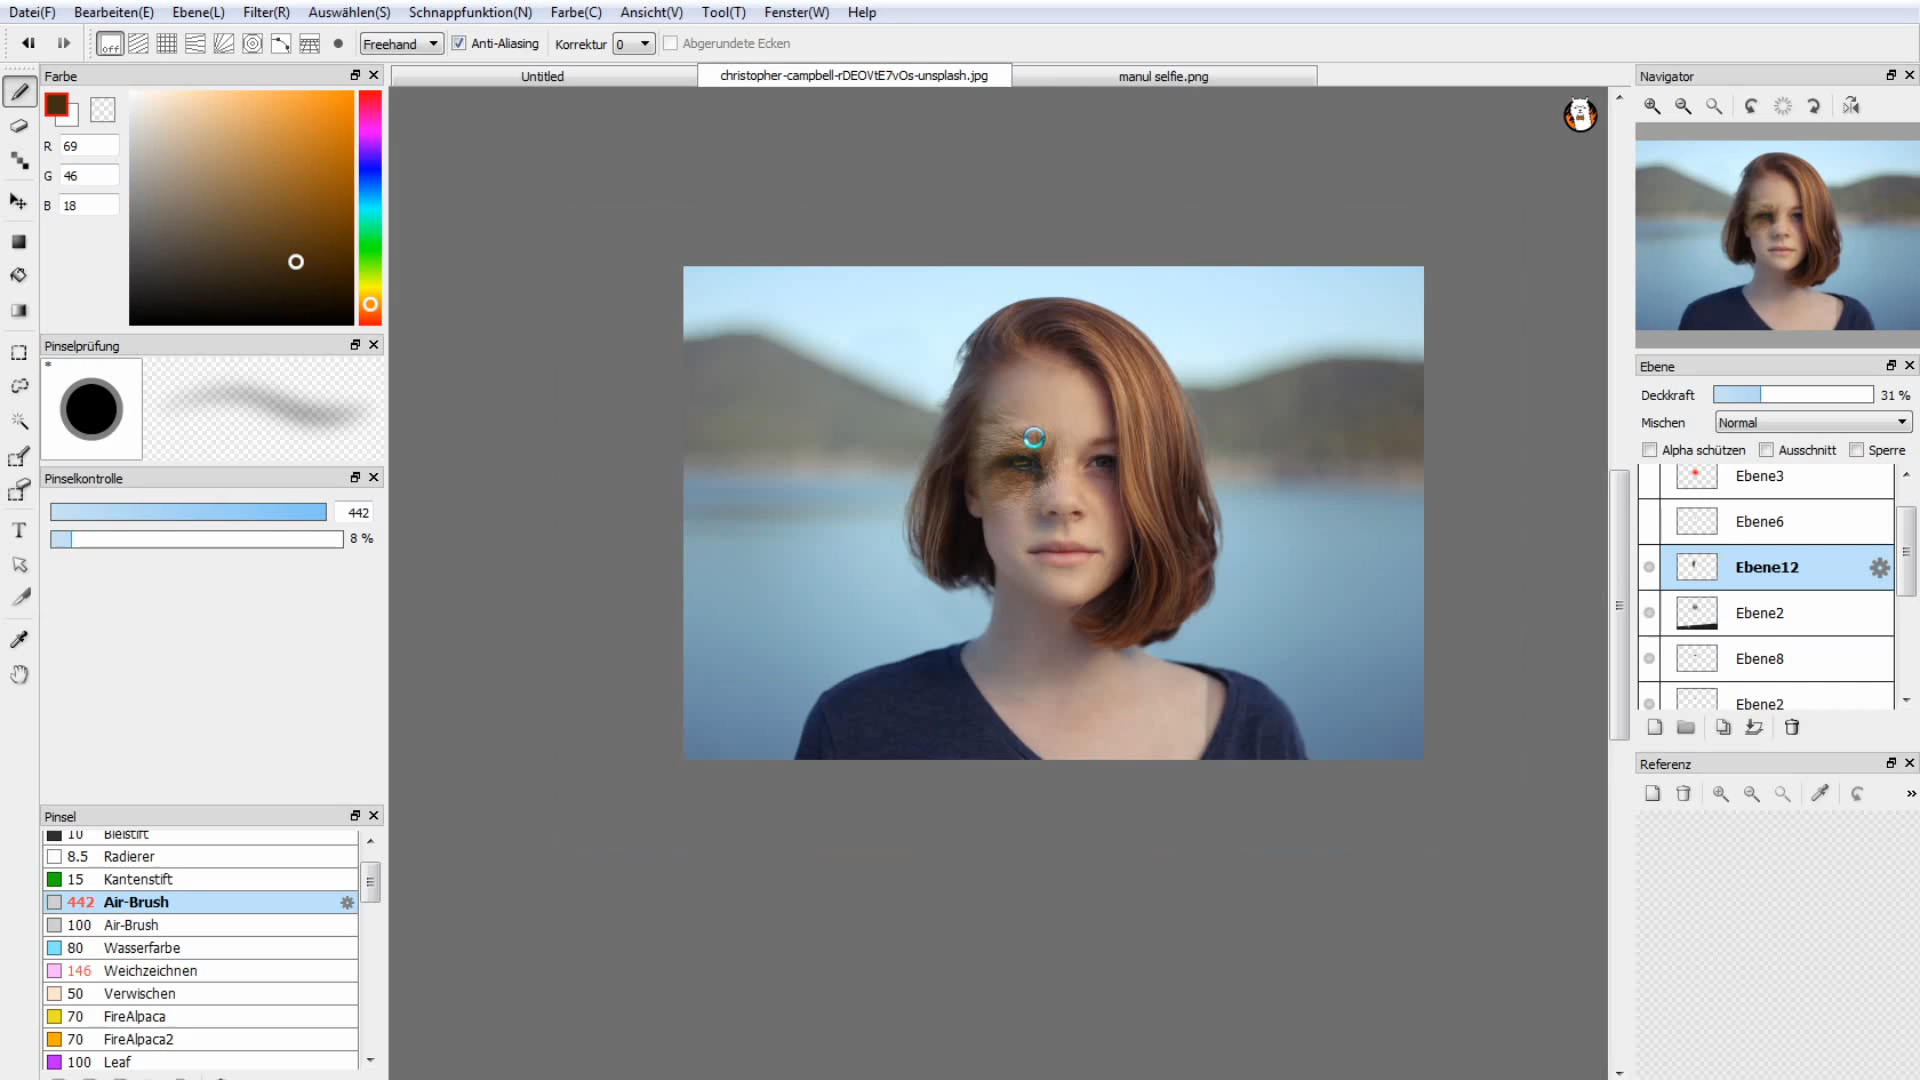 Datei(F) Bearbeiten(E) Ebene(L) Filter(R) Auswählen(S) Schnappfunktion(N) Farbe(C) Ansicht(V) Tool(T) Fenster(W) Help
off Freehand Anti-Aliasing Korrektur 0 Abgerundete Ecken
Farbe
R 69
G 46
B 18
Pinselprüfung
*
Pinselkontrolle
442
8 %
Pinsel
10 Bleistift
8.5 Radierer
15 Kantenstift
442 Air-Brush
100 Air-Brush
80 Wasserfarbe
146 Weichzeichnen
50 Verwischen
70 FireAlpaca
70 FireAlpaca2
100 Leaf
Untitled christopher-campbell-rDEOVtE7vOs-unsplash.jpg manul selfie.png
Navigator
Ebene
Deckkraft 31 %
Mischen Normal
Alpha schützen Ausschnitt Sperre
Ebene3
Ebene6
Ebene12
Ebene2
Ebene8
Ebene2
Referenz
»